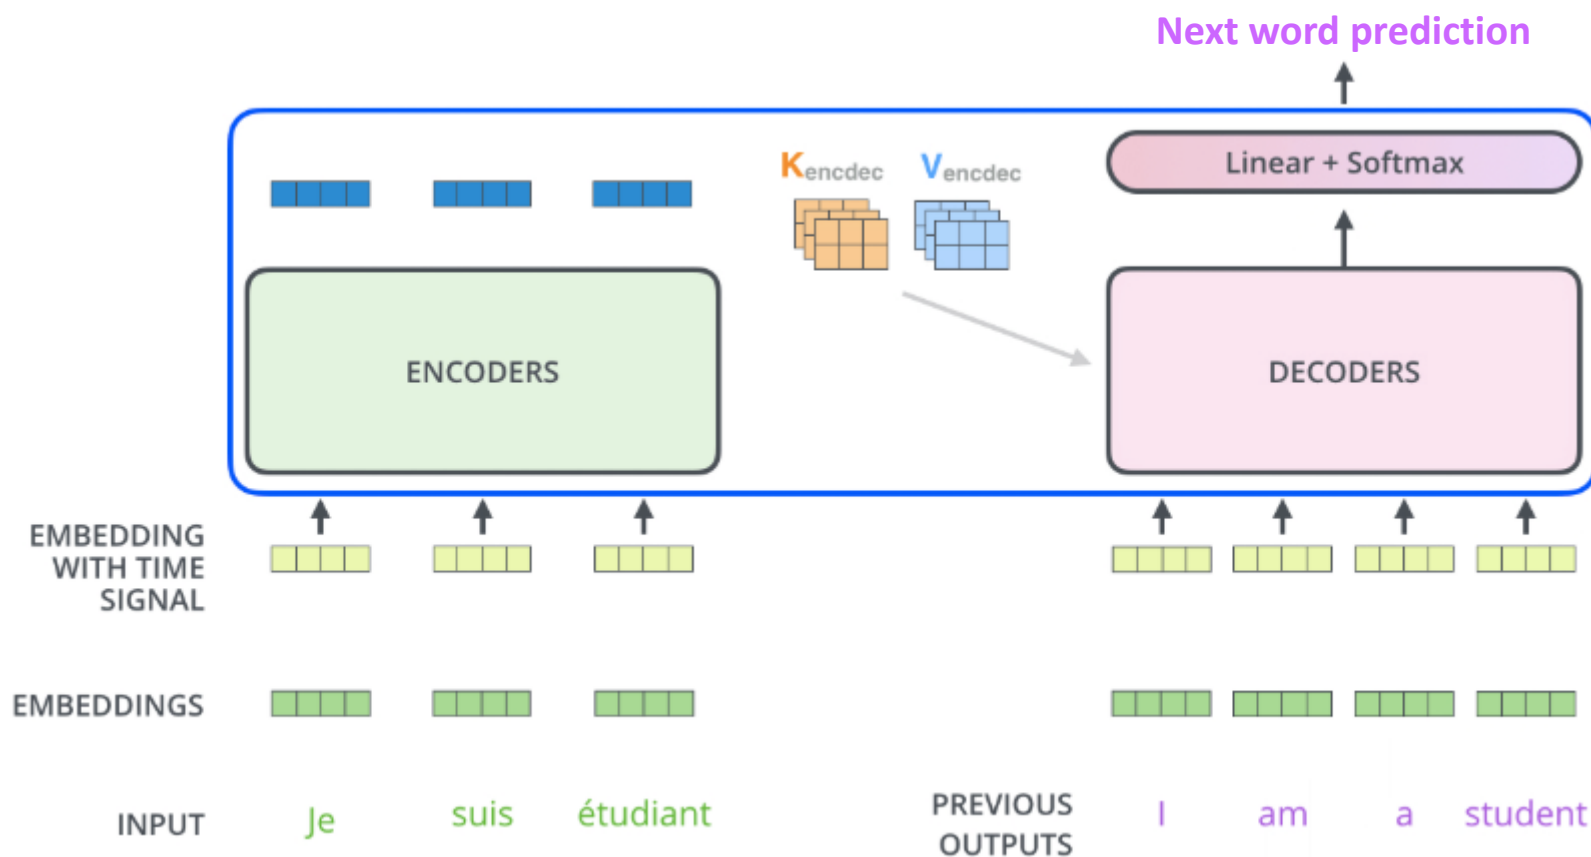 Next word prediction
Kencdec Vencdec
Linear + Softmax
ENCODERS
DECODERS
EMBEDDING
WITH TIME
SIGNAL
EMBEDDINGS
INPUT
Je suis étudiant
PREVIOUS
OUTPUTS
I am a student